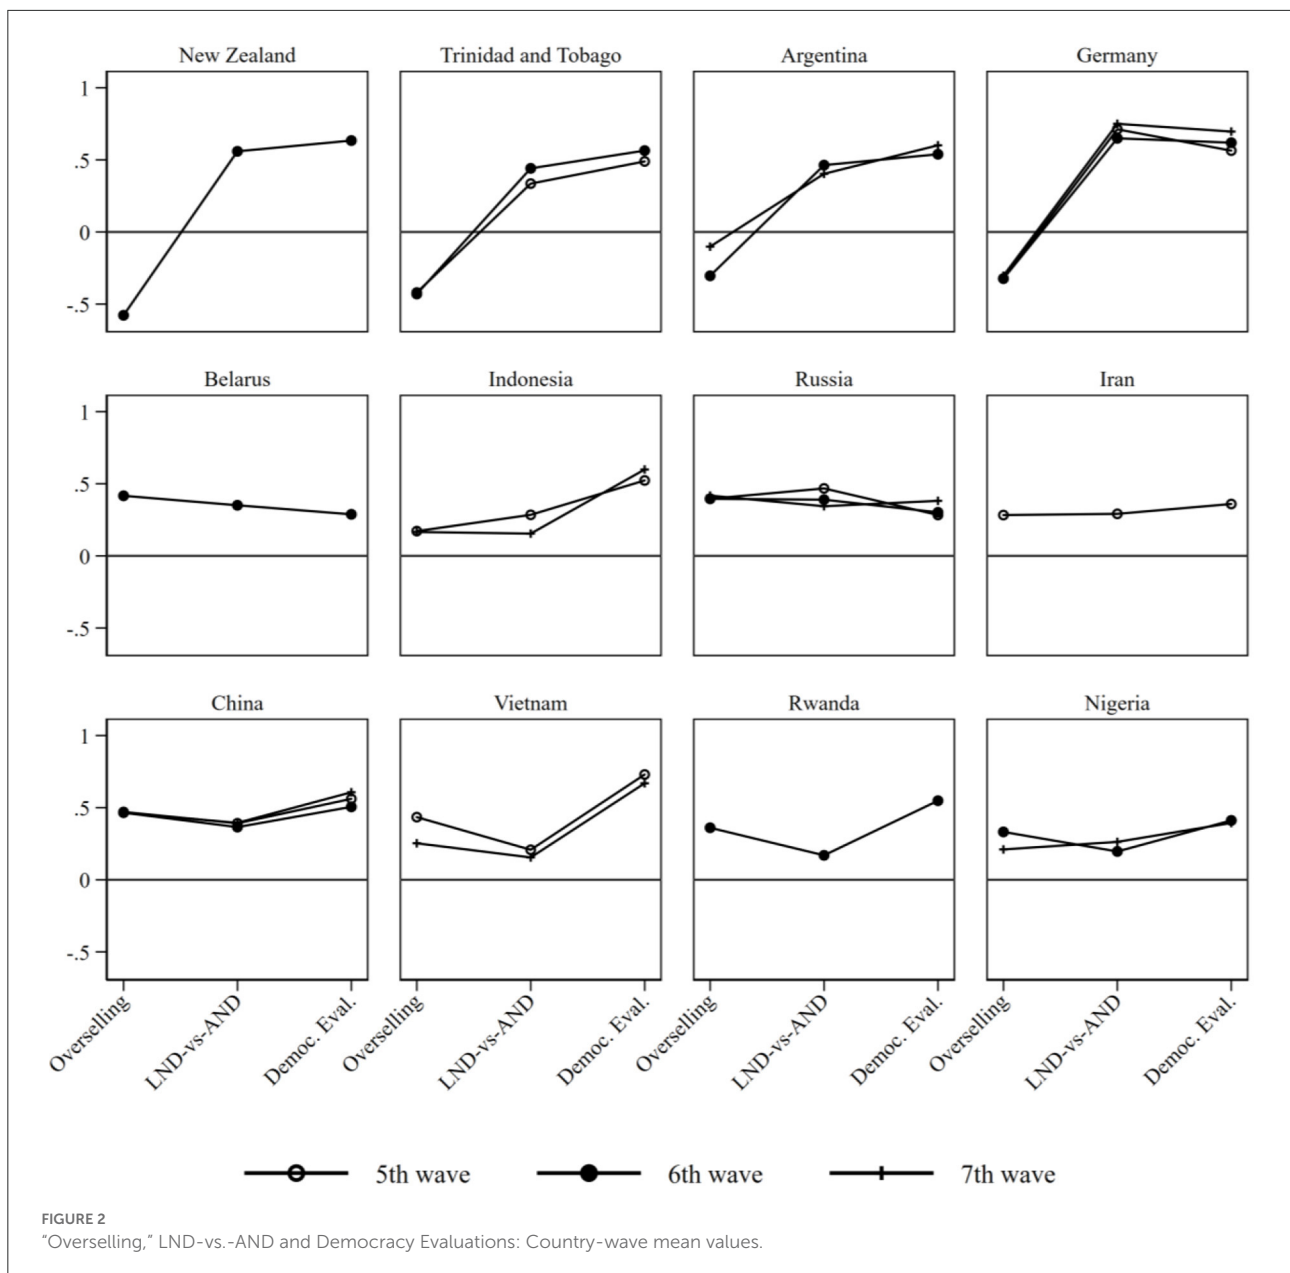 New Zealand
Trinidad and Tobago
Argentina
Germany
1
.5
0
-.5
Belarus
Indonesia
Russia
Iran
1
.5
0
-.5
China
Vietnam
Rwanda
Nigeria
1
.5
0
-.5
Overselling
LND-vs-AND
Democ. Eval.
Overselling
LND-vs-AND
Democ. Eval.
Overselling
LND-vs-AND
Democ. Eval.
Overselling
LND-vs-AND
Democ. Eval.
5th wave
6th wave
7th wave
FIGURE 2
"Overselling," LND-vs.-AND and Democracy Evaluations: Country-wave mean values.